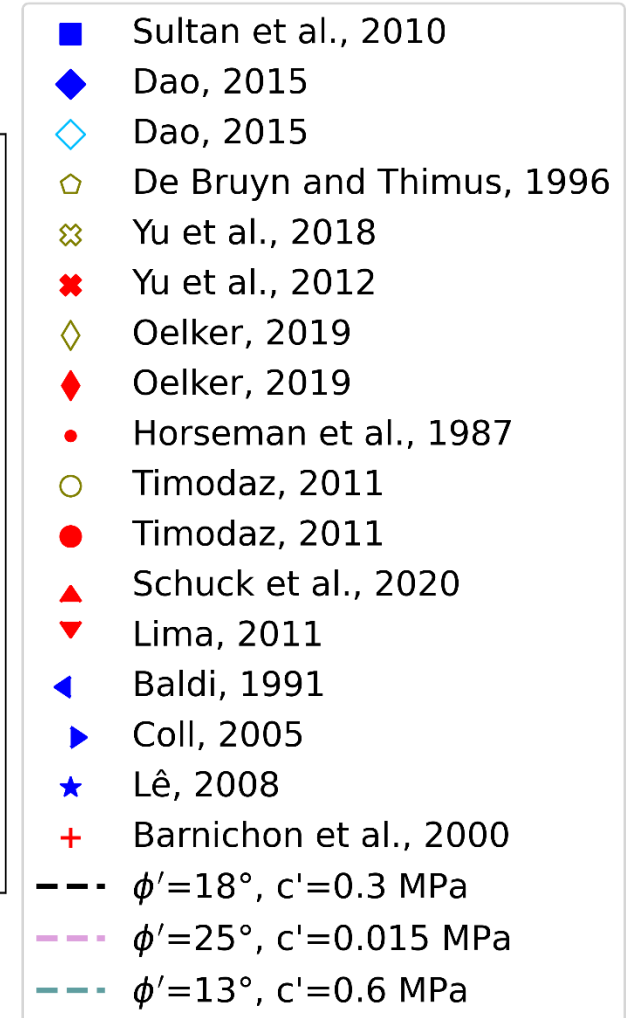 Sultan et al., 2010
Dao, 2015
Dao, 2015
De Bruyn and Thimus, 1996
Yu et al., 2018
Yu et al., 2012
Oelker, 2019
Oelker, 2019
Horseman et al., 1987
Timodaz, 2011
Timodaz, 2011
Schuck et al., 2020
Lima, 2011
Baldi, 1991
Coll, 2005
Lê, 2008
Barnichon et al., 2000
ϕ′=18°, c'=0.3 MPa
ϕ′=25°, c'=0.015 MPa
ϕ′=13°, c'=0.6 MPa